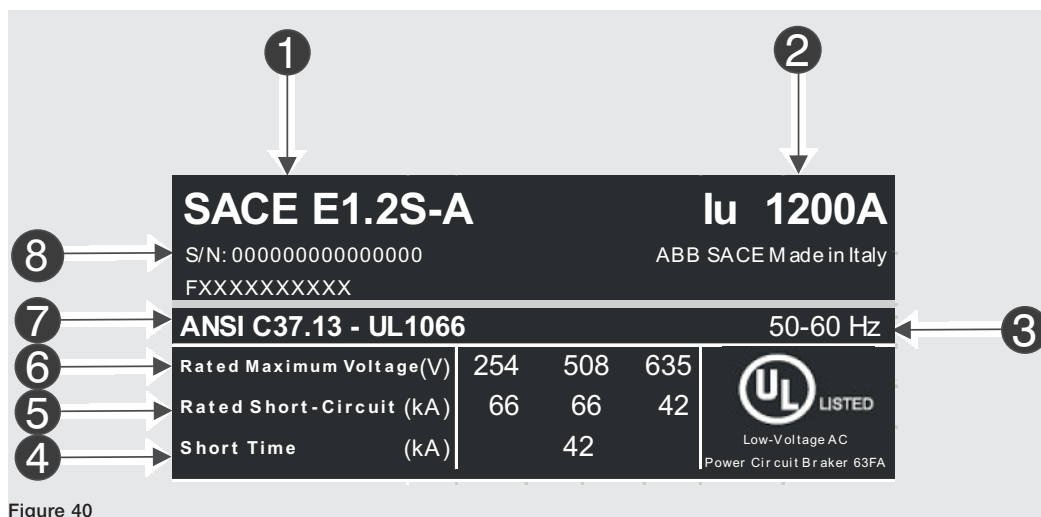 1 2
SACE E1.2S-A Iu 1200A
8 S/N: 000000000000000 ABB SACE Made in Italy
FXXXXXXXXXX
7 ANSI C37.13 - UL1066 50-60 Hz 3
6 Rated Maximum Voltage(V) 254 508 635
5 Rated Short-Circuit (kA) 66 66 42
4 Short Time (kA) 42
UL LISTED
Low-Voltage AC
Power Circuit Braker 63FA
Figure 40